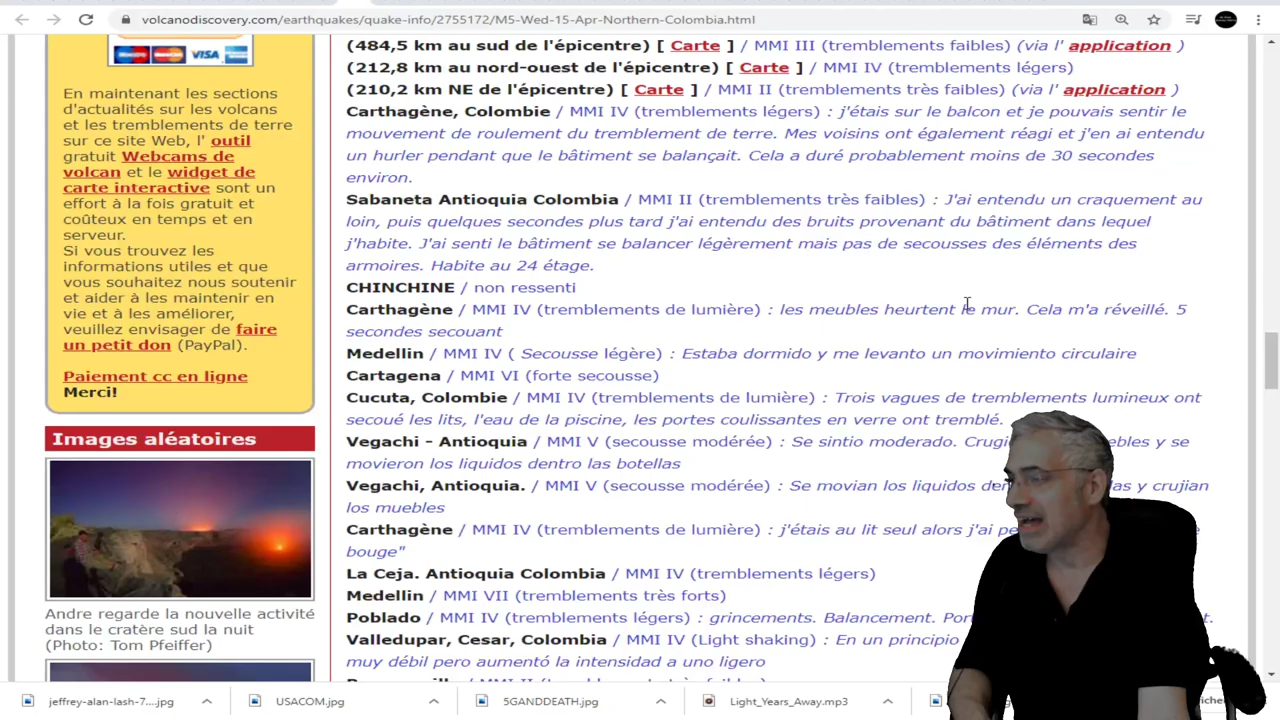 volcanodiscovery.com/earthquakes/quake-info/2755172/M5-Wed-15-Apr-Northern-Colombia.html
VISA
En maintenant les sections
d'actualités sur les volcans
et les tremblements de terre
sur ce site Web, l' outil
gratuit Webcams de
volcan et le widget de
carte interactive sont un
effort à la fois gratuit et
coûteux en temps et en
serveur.
Si vous trouvez les
informations utiles et que
vous souhaitez nous soutenir
et aider à les maintenir en
vie et à les améliorer,
veuillez envisager de faire
un petit don (PayPal).
Paiement cc en ligne
Merci!
Images aléatoires
Andre regarde la nouvelle activité
dans le cratère sud la nuit
(Photo: Tom Pfeiffer)
(484,5 km au sud de l'épicentre) [ Carte ] / MMI III (tremblements faibles) (via l' application )
(212,8 km au nord-ouest de l'épicentre) [ Carte ] / MMI IV (tremblements légers)
(210,2 km NE de l'épicentre) [ Carte ] / MMI II (tremblements très faibles) (via l' application )
Carthagène, Colombie / MMI IV (tremblements légers) : j'étais sur le balcon et je pouvais sentir le
mouvement de roulement du tremblement de terre. Mes voisins ont également réagi et j'en ai entendu
un hurler pendant que le bâtiment se balançait. Cela a duré probablement moins de 30 secondes
environ.
Sabaneta Antioquia Colombia / MMI II (tremblements très faibles) : J'ai entendu un craquement au
loin, puis quelques secondes plus tard j'ai entendu des bruits provenant du bâtiment dans lequel
j'habite. J'ai senti le bâtiment se balancer légèrement mais pas de secousses des éléments des
armoires. Habite au 24 étage.
CHINCHINE / non ressenti
Carthagène / MMI IV (tremblements de lumière) : les meubles heurtent le mur. Cela m'a réveillé. 5
secondes secouant
Medellin / MMI IV ( Secousse légère) : Estaba dormido y me levanto un movimiento circulaire
Cartagena / MMI VI (forte secousse)
Cucuta, Colombie / MMI IV (tremblements de lumière) : Trois vagues de tremblements lumineux ont
secoué les lits, l'eau de la piscine, les portes coulissantes en verre ont tremblé.
Vegachi - Antioquia / MMI V (secousse modérée) : Se sintio moderado. y se
movieron los liquidos dentro las botellas
Vegachi, Antioquia. / MMI V (secousse modérée) : Se movian los liquidos y crujian
los muebles
Carthagène / MMI IV (tremblements de lumière) : j'étais au lit seul alors j'ai
bouge"
La Ceja. Antioquia Colombia / MMI IV (tremblements légers)
Medellin / MMI VII (tremblements très forts)
Poblado / MMI IV (tremblements très légers) : grincements. Balancement.
Valledupar, Cesar, Colombia / MMI IV (Light shaking) : En un principio
muy débil pero aumentó la intensidad a uno ligero
jeffrey-alan-lash-7....jpg
USACOM.jpg
5GANDDEATH.jpg
Light_Years_Away.mp3